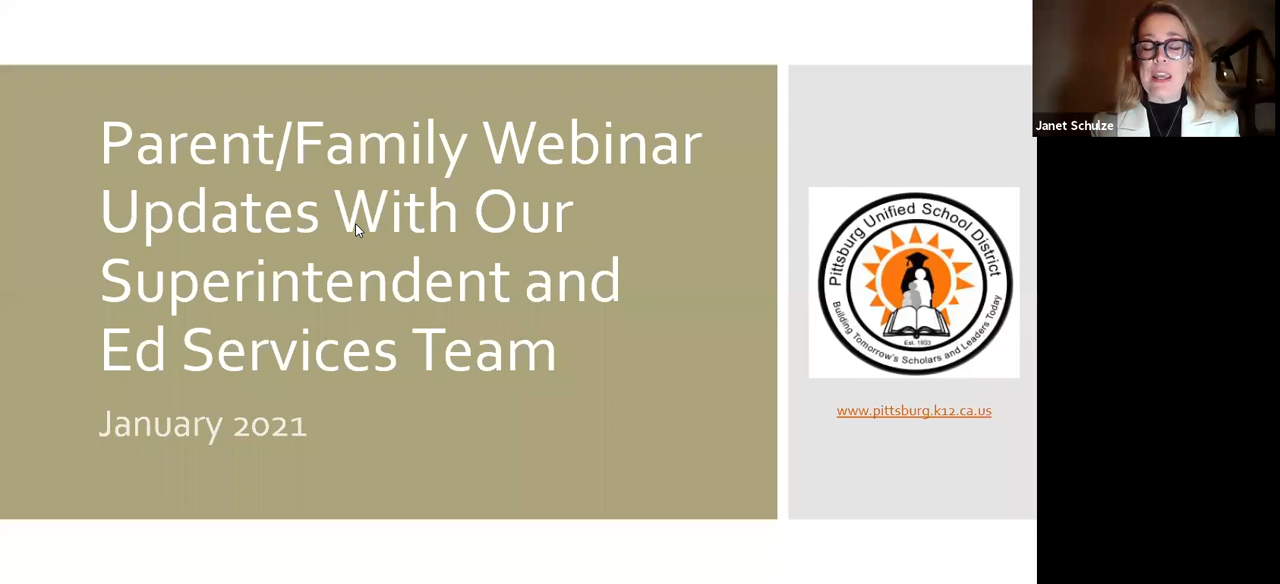 Parent/Family Webinar
Updates With Our
Superintendent and
Ed Services Team
January 2021
Pittsburg Unified School District
Building Tomorrow's Scholars and Leaders Today
Est. 1933
www.pittsburg.k12.ca.us
Janet Schulze